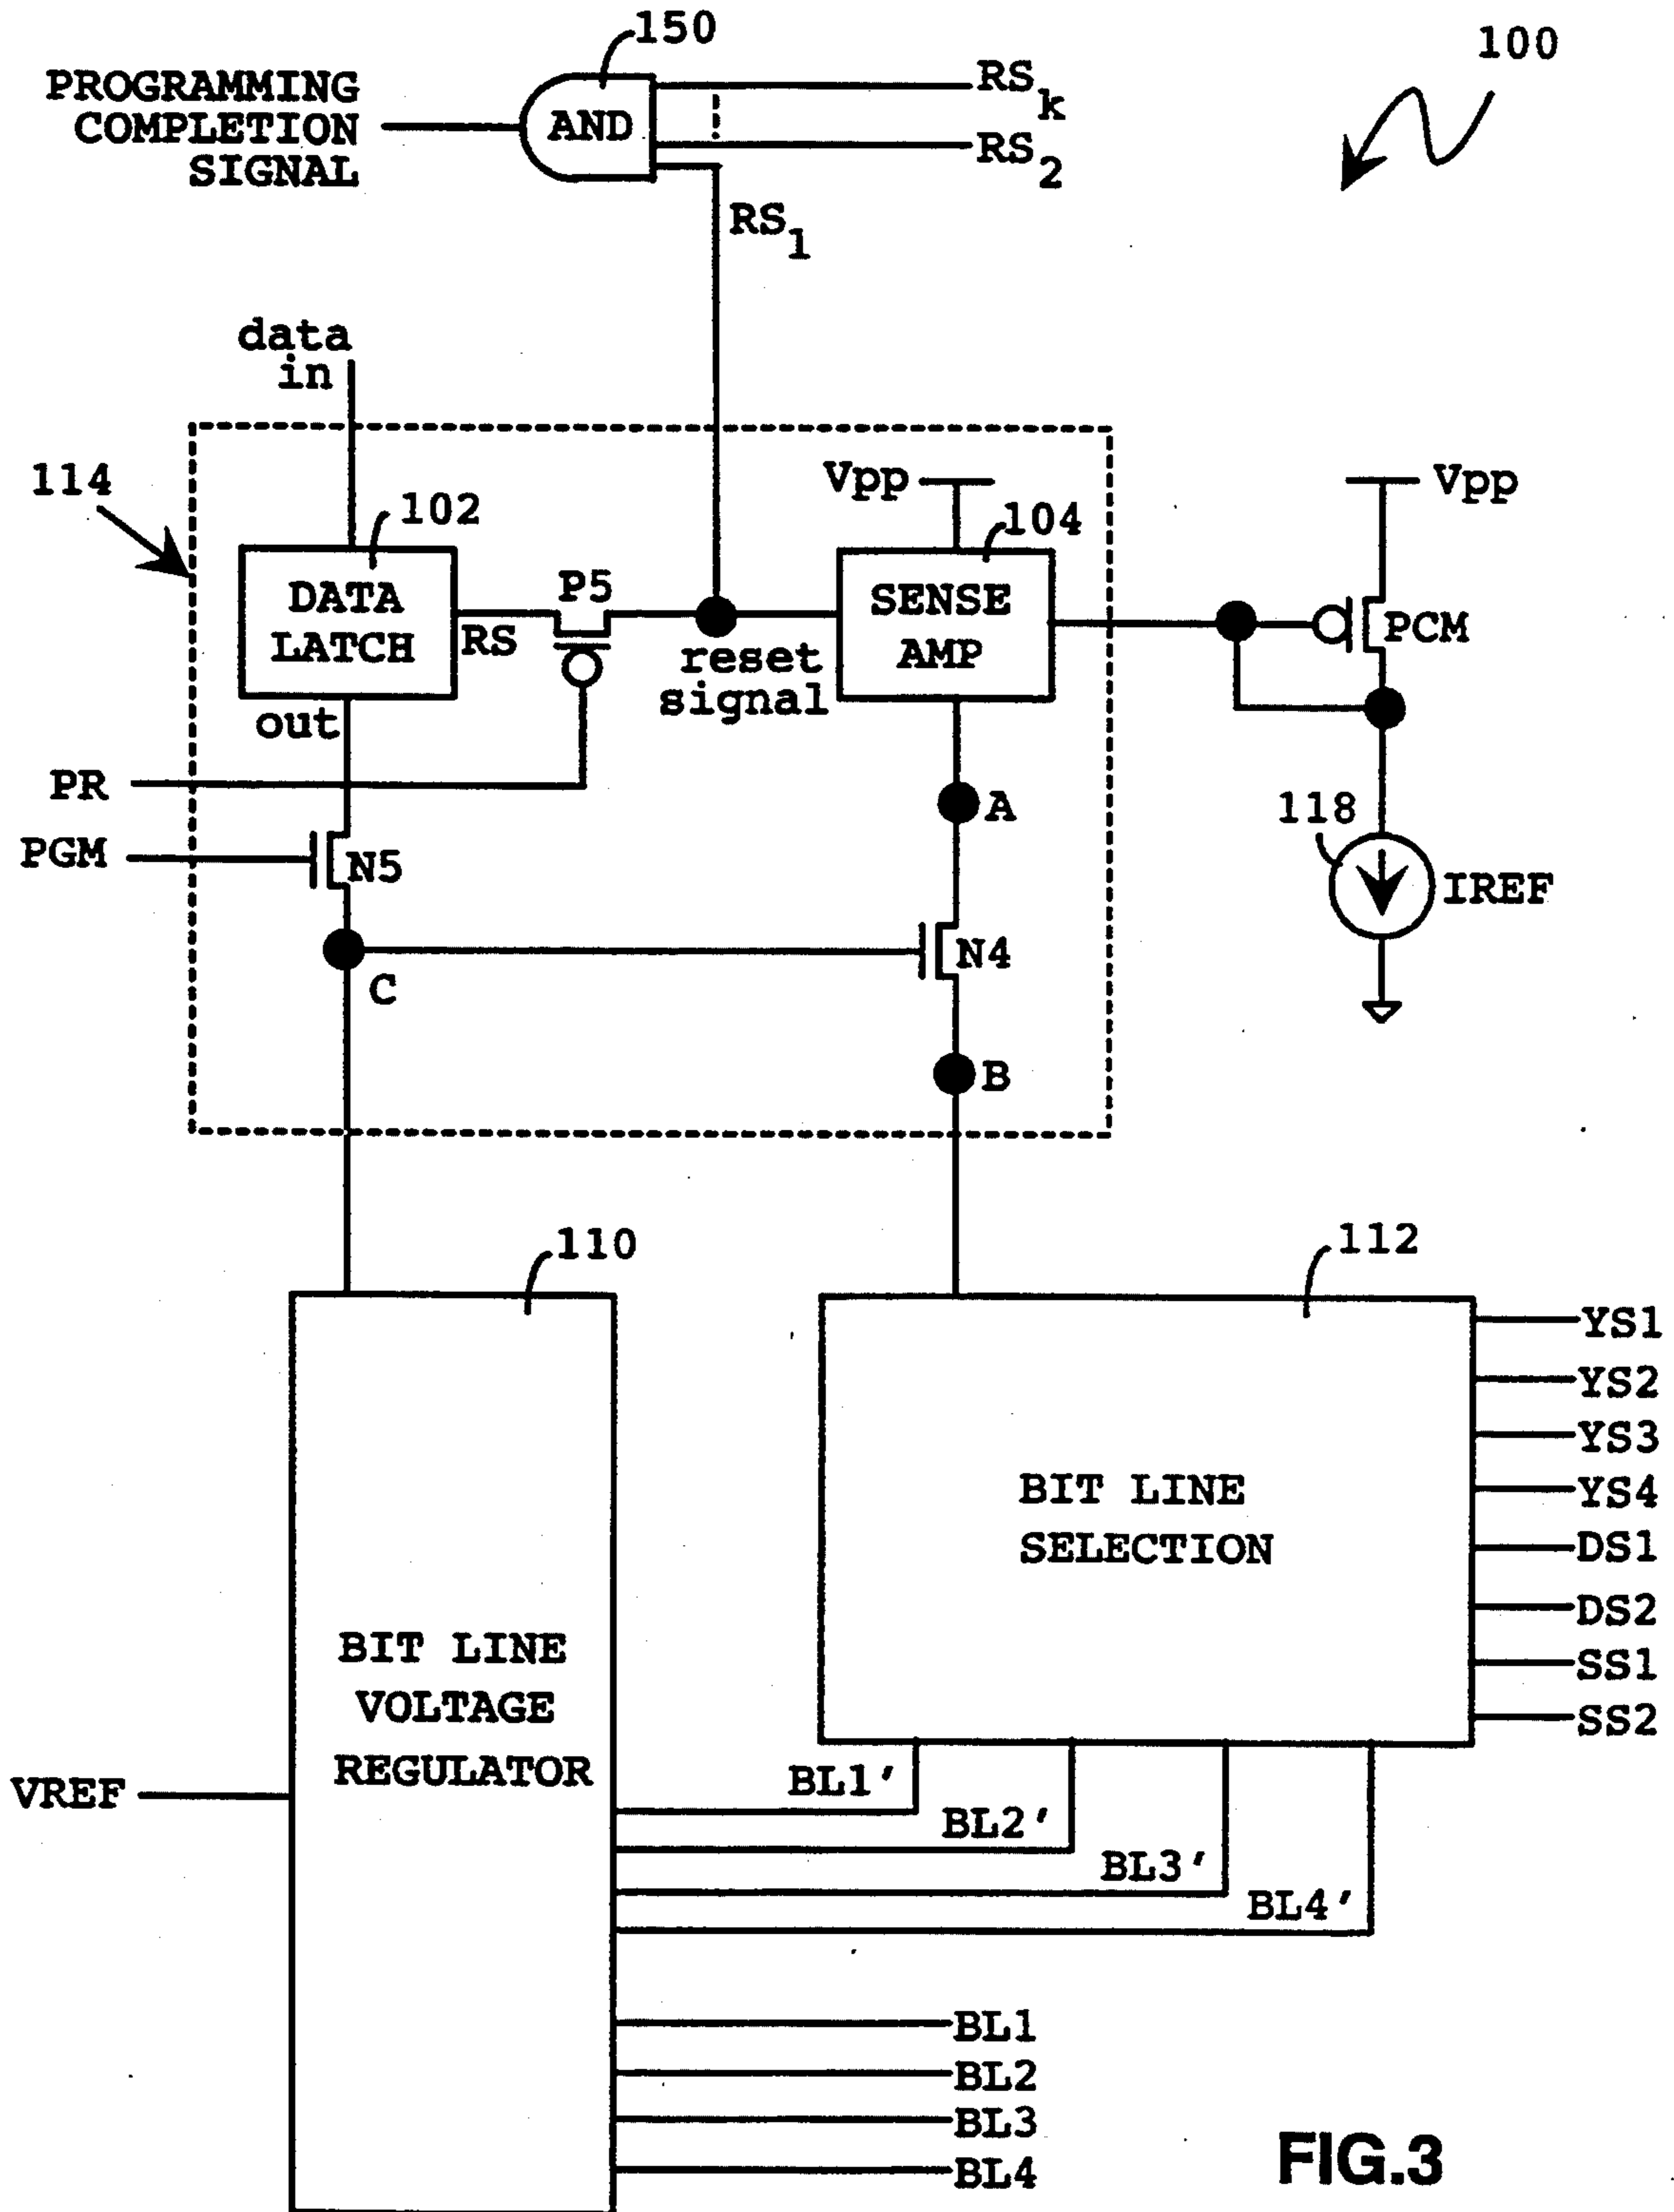 150
100
PROGRAMMING
COMPLETION
SIGNAL
AND
RSk
RS2
RS1
data
in
114
102
Vpp
104
Vpp
DATA
LATCH
RS
P5
reset
signal
SENSE
AMP
PCM
out
PR
A
118
PGM
N5
IREF
N4
C
B
110
112
YS1
YS2
YS3
YS4
DS1
DS2
SS1
SS2
BIT LINE
SELECTION
BIT LINE
VOLTAGE
REGULATOR
VREF
BL1'
BL2'
BL3'
BL4'
BL1
BL2
BL3
BL4
FIG.3